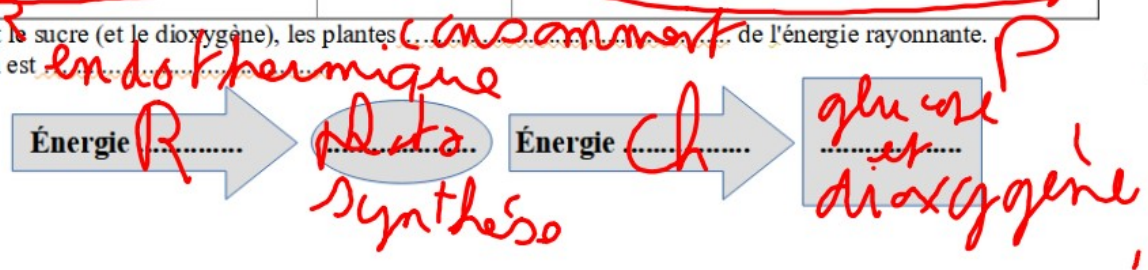 le sucre (et le dioxygène), les plantes consomment de l'énergie rayonnante.
est endothermique
Énergie R
Photo
synthèse
Énergie Ch
glucose
et
dioxygène
P